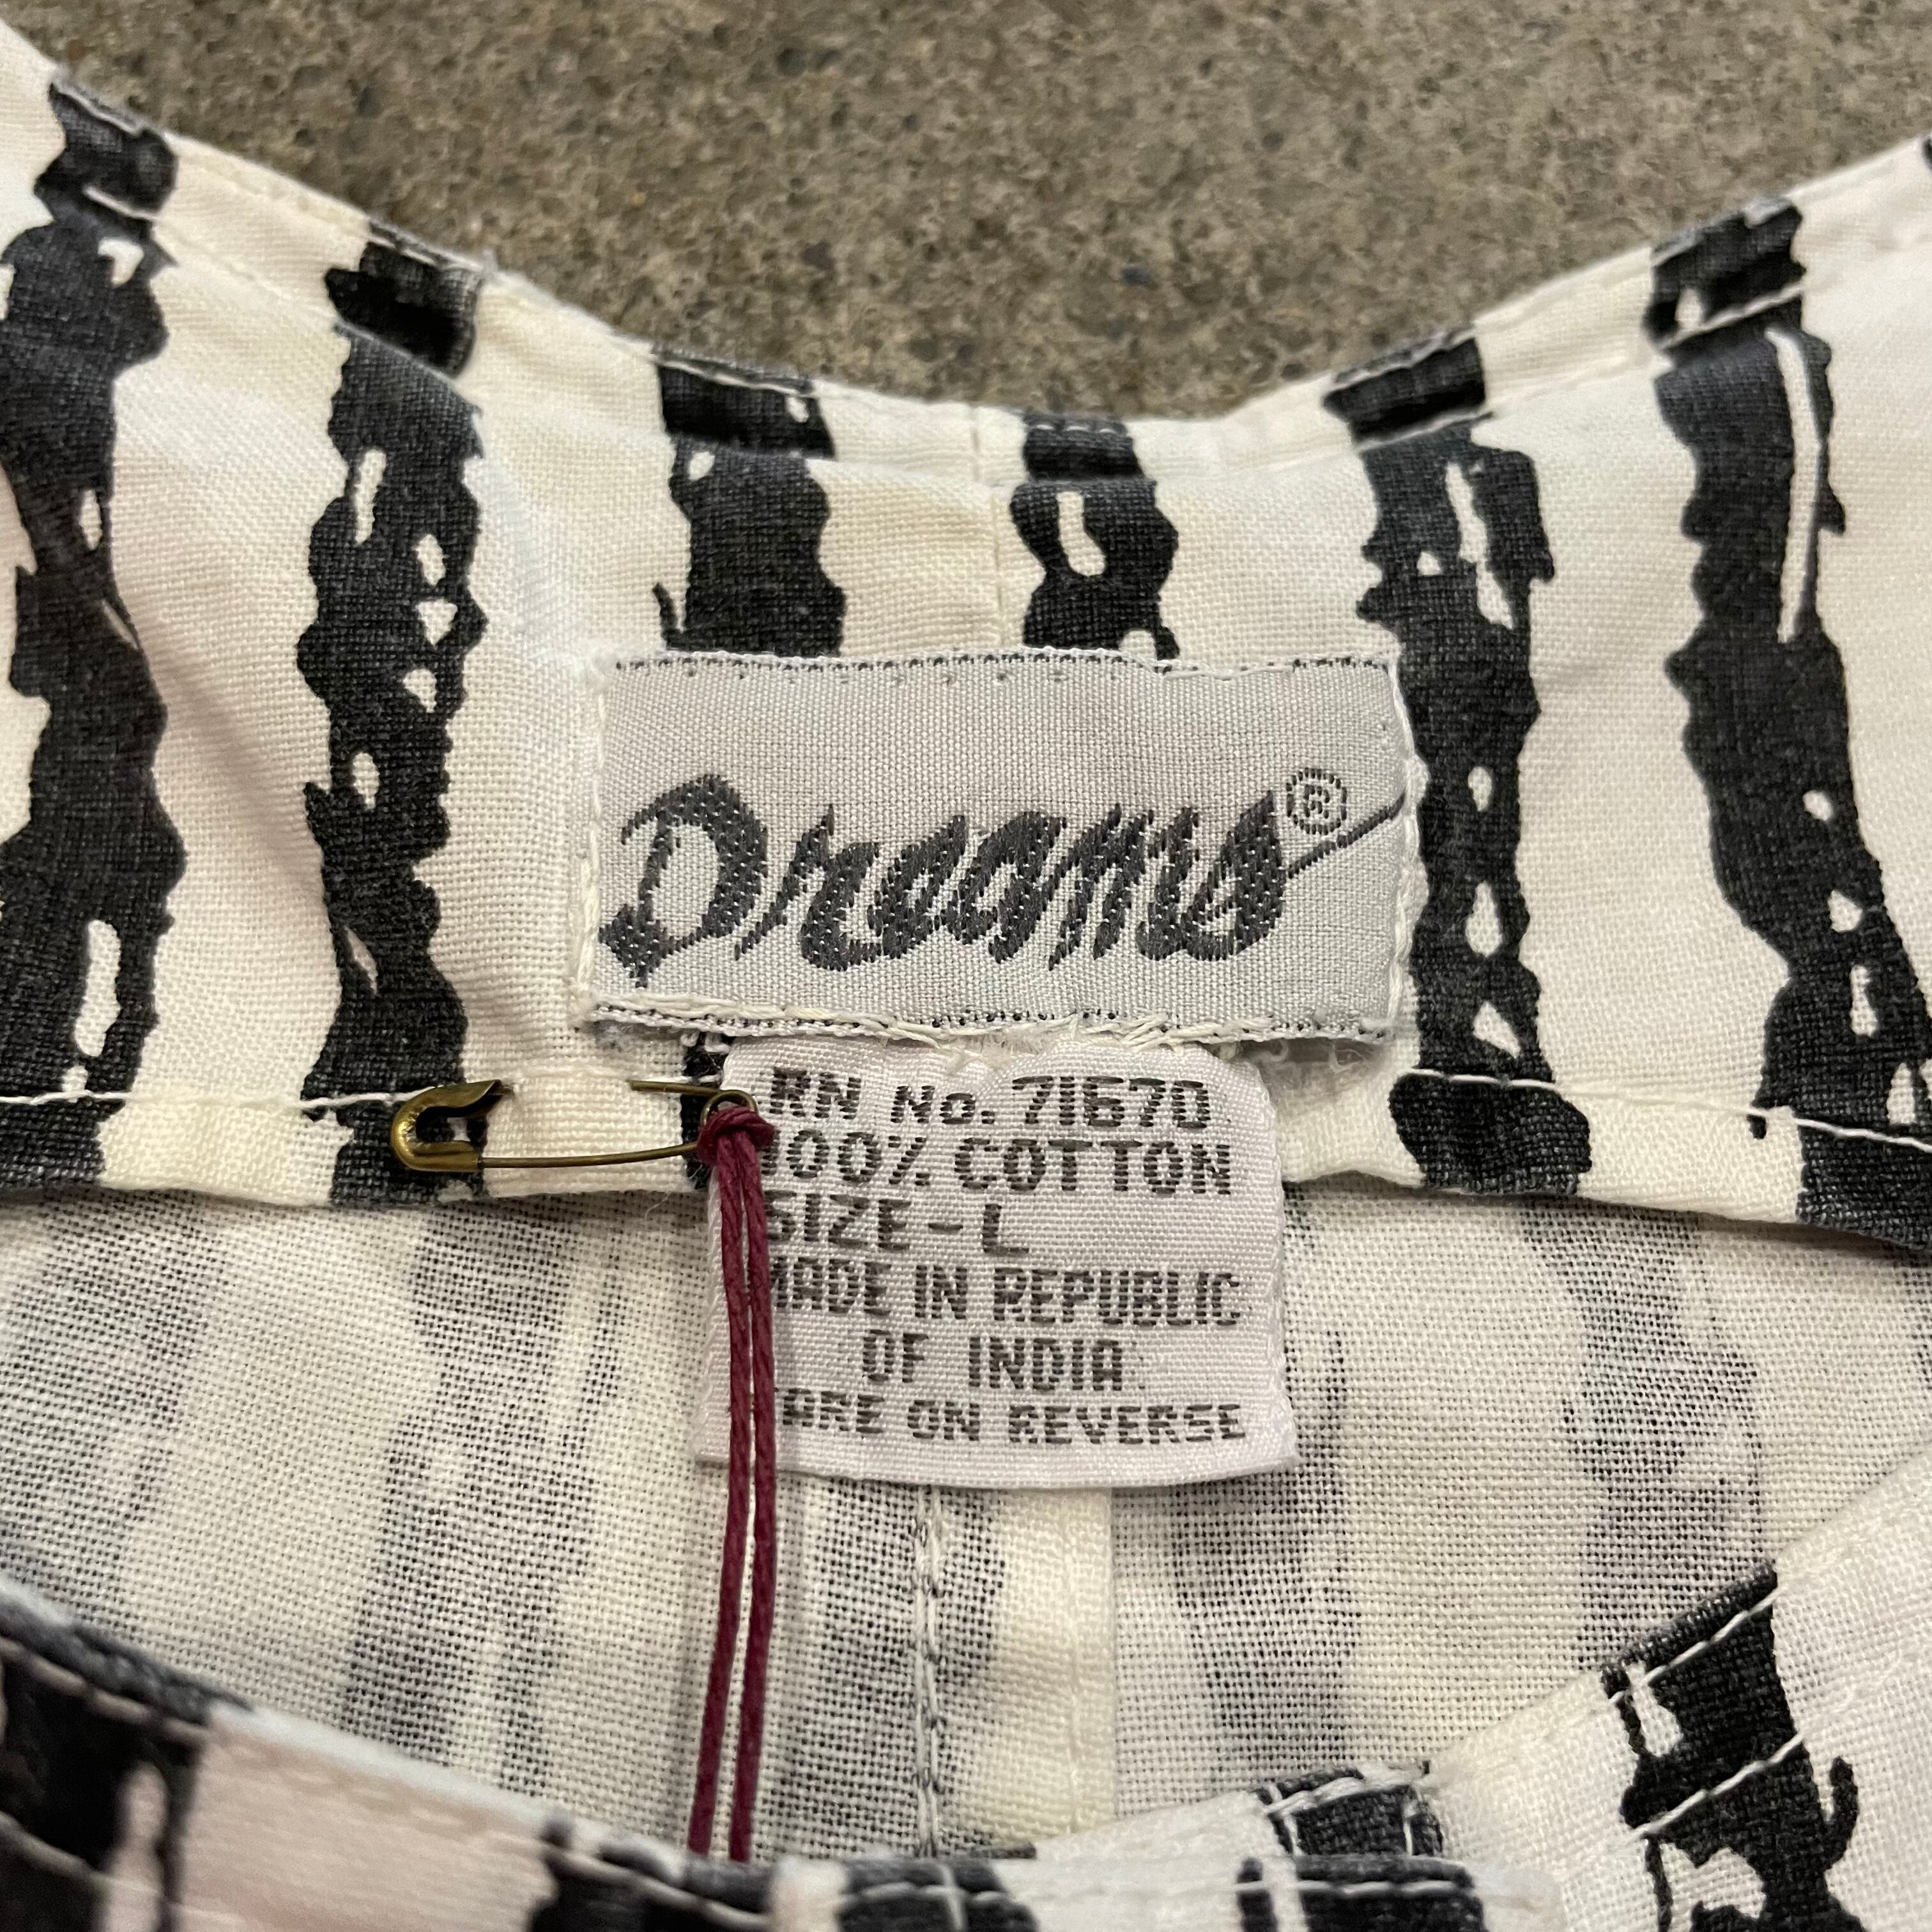 Dreams®
RN No. 71670
100% COTTON
SIZE-L
MADE IN REPUBLIC
OF INDIA
CARE ON REVERSE